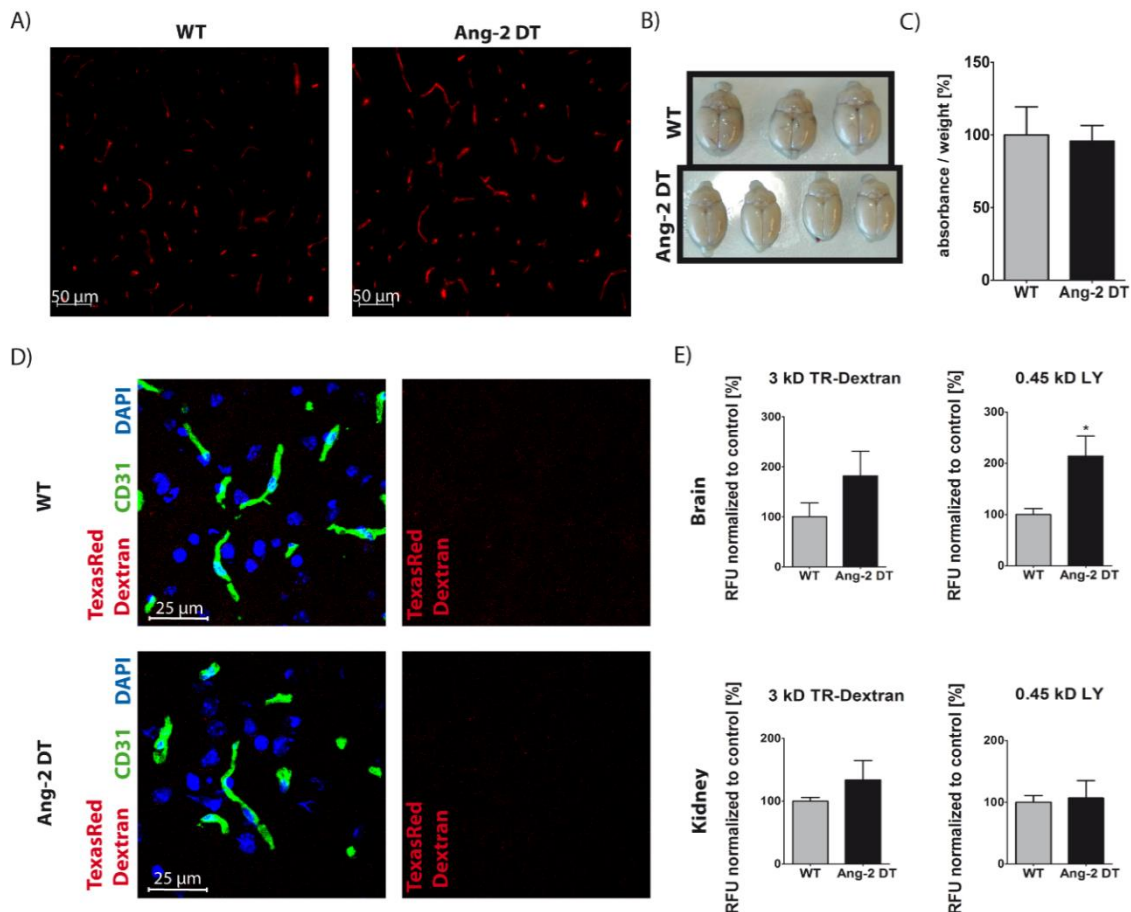 A)
WT
Ang-2 DT
50 µm
50 µm
B)
WT
Ang-2 DT
C)
absorbance / weight [%]
150
100
50
0
WT
Ang-2 DT
D)
WT
TexasRed
Dextran CD31 DAPI
25 µm
TexasRed
Dextran
Ang-2 DT
TexasRed
Dextran CD31 DAPI
25 µm
TexasRed
Dextran
E)
Brain
3 kD TR-Dextran
RFU normalized to control [%]
300
200
100
0
WT
Ang-2 DT
0.45 kD LY
RFU normalized to control [%]
300
200
100
0
*
WT
Ang-2 DT
Kidney
3 kD TR-Dextran
RFU normalized to control [%]
200
100
0
WT
Ang-2 DT
0.45 kD LY
RFU normalized to control [%]
200
100
0
WT
Ang-2 DT